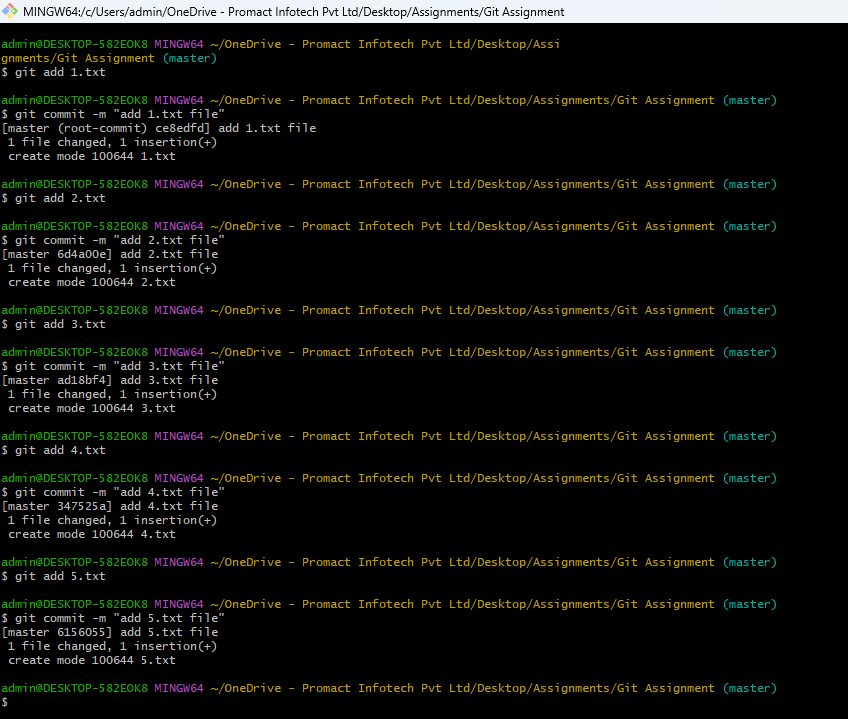 MINGW64:/c/Users/admin/OneDrive - Promact Infotech Pvt Ltd/Desktop/Assignments/Git Assignment
admin@DESKTOP-582EOK8 MINGW64 ~/OneDrive - Promact Infotech Pvt Ltd/Desktop/Assi
gnments/Git Assignment (master)
$ git add 1.txt
admin@DESKTOP-582EOK8 MINGW64 ~/OneDrive - Promact Infotech Pvt Ltd/Desktop/Assignments/Git Assignment (master)
$ git commit -m "add 1.txt file"
[master (root-commit) ce8edfd] add 1.txt file
 1 file changed, 1 insertion(+)
 create mode 100644 1.txt
admin@DESKTOP-582EOK8 MINGW64 ~/OneDrive - Promact Infotech Pvt Ltd/Desktop/Assignments/Git Assignment (master)
$ git add 2.txt
admin@DESKTOP-582EOK8 MINGW64 ~/OneDrive - Promact Infotech Pvt Ltd/Desktop/Assignments/Git Assignment (master)
$ git commit -m "add 2.txt file"
[master 6d4a00e] add 2.txt file
 1 file changed, 1 insertion(+)
 create mode 100644 2.txt
admin@DESKTOP-582EOK8 MINGW64 ~/OneDrive - Promact Infotech Pvt Ltd/Desktop/Assignments/Git Assignment (master)
$ git add 3.txt
admin@DESKTOP-582EOK8 MINGW64 ~/OneDrive - Promact Infotech Pvt Ltd/Desktop/Assignments/Git Assignment (master)
$ git commit -m "add 3.txt file"
[master ad18bf4] add 3.txt file
 1 file changed, 1 insertion(+)
 create mode 100644 3.txt
admin@DESKTOP-582EOK8 MINGW64 ~/OneDrive - Promact Infotech Pvt Ltd/Desktop/Assignments/Git Assignment (master)
$ git add 4.txt
admin@DESKTOP-582EOK8 MINGW64 ~/OneDrive - Promact Infotech Pvt Ltd/Desktop/Assignments/Git Assignment (master)
$ git commit -m "add 4.txt file"
[master 347525a] add 4.txt file
 1 file changed, 1 insertion(+)
 create mode 100644 4.txt
admin@DESKTOP-582EOK8 MINGW64 ~/OneDrive - Promact Infotech Pvt Ltd/Desktop/Assignments/Git Assignment (master)
$ git add 5.txt
admin@DESKTOP-582EOK8 MINGW64 ~/OneDrive - Promact Infotech Pvt Ltd/Desktop/Assignments/Git Assignment (master)
$ git commit -m "add 5.txt file"
[master 6156055] add 5.txt file
 1 file changed, 1 insertion(+)
 create mode 100644 5.txt
admin@DESKTOP-582EOK8 MINGW64 ~/OneDrive - Promact Infotech Pvt Ltd/Desktop/Assignments/Git Assignment (master)
$